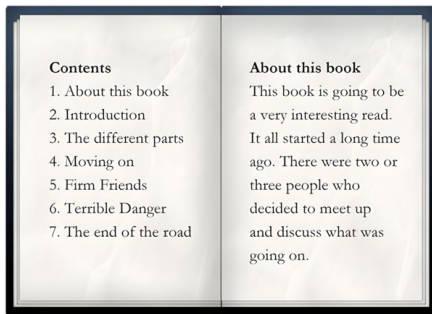 Contents
1. About this book
2. Introduction
3. The different parts
4. Moving on
5. Firm Friends
6. Terrible Danger
7. The end of the road
About this book
This book is going to be
a very interesting read.
It all started a long time
ago. There were two or
three people who
decided to meet up
and discuss what was
going on.